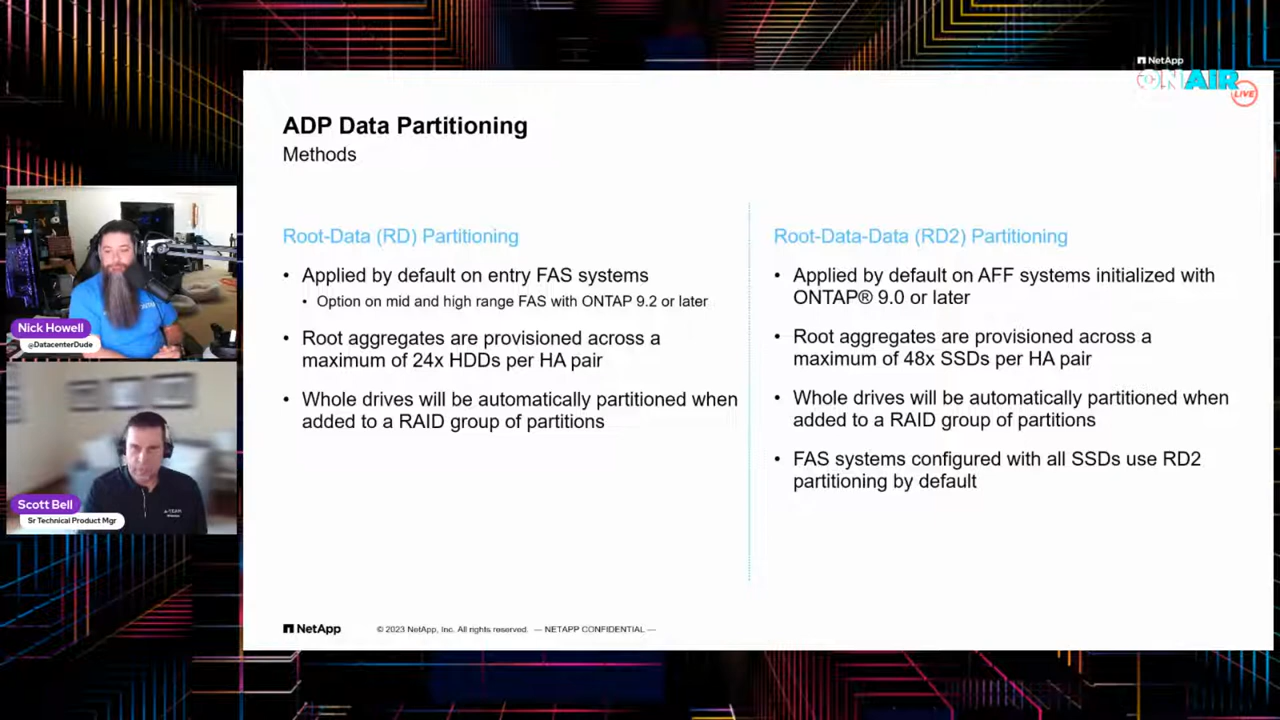 NetApp
ON AIR
LIVE
ADP Data Partitioning
Methods
Root-Data (RD) Partitioning
• Applied by default on entry FAS systems
• Option on mid and high range FAS with ONTAP 9.2 or later
• Root aggregates are provisioned across a
maximum of 24x HDDs per HA pair
• Whole drives will be automatically partitioned when
added to a RAID group of partitions
Root-Data-Data (RD2) Partitioning
• Applied by default on AFF systems initialized with
ONTAP® 9.0 or later
• Root aggregates are provisioned across a
maximum of 48x SSDs per HA pair
• Whole drives will be automatically partitioned when
added to a RAID group of partitions
• FAS systems configured with all SSDs use RD2
partitioning by default
Nick Howell
@DatacenterDude
Scott Bell
Sr Technical Product Mgr
NetApp
© 2023 NetApp, Inc. All rights reserved. — NETAPP CONFIDENTIAL —